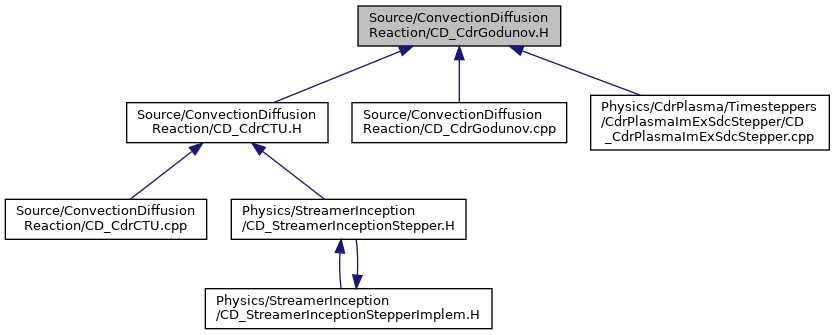 Source/ConvectionDiffusion
Reaction/CD_CdrGodunov.H
Source/ConvectionDiffusion
Reaction/CD_CdrCTU.H
Source/ConvectionDiffusion
Reaction/CD_CdrGodunov.cpp
Physics/CdrPlasma/Timesteppers
/CdrPlasmaImExSdcStepper/CD
_CdrPlasmaImExSdcStepper.cpp
Source/ConvectionDiffusion
Reaction/CD_CdrCTU.cpp
Physics/StreamerInception
/CD_StreamerInceptionStepper.H
Physics/StreamerInception
/CD_StreamerInceptionStepperImplem.H